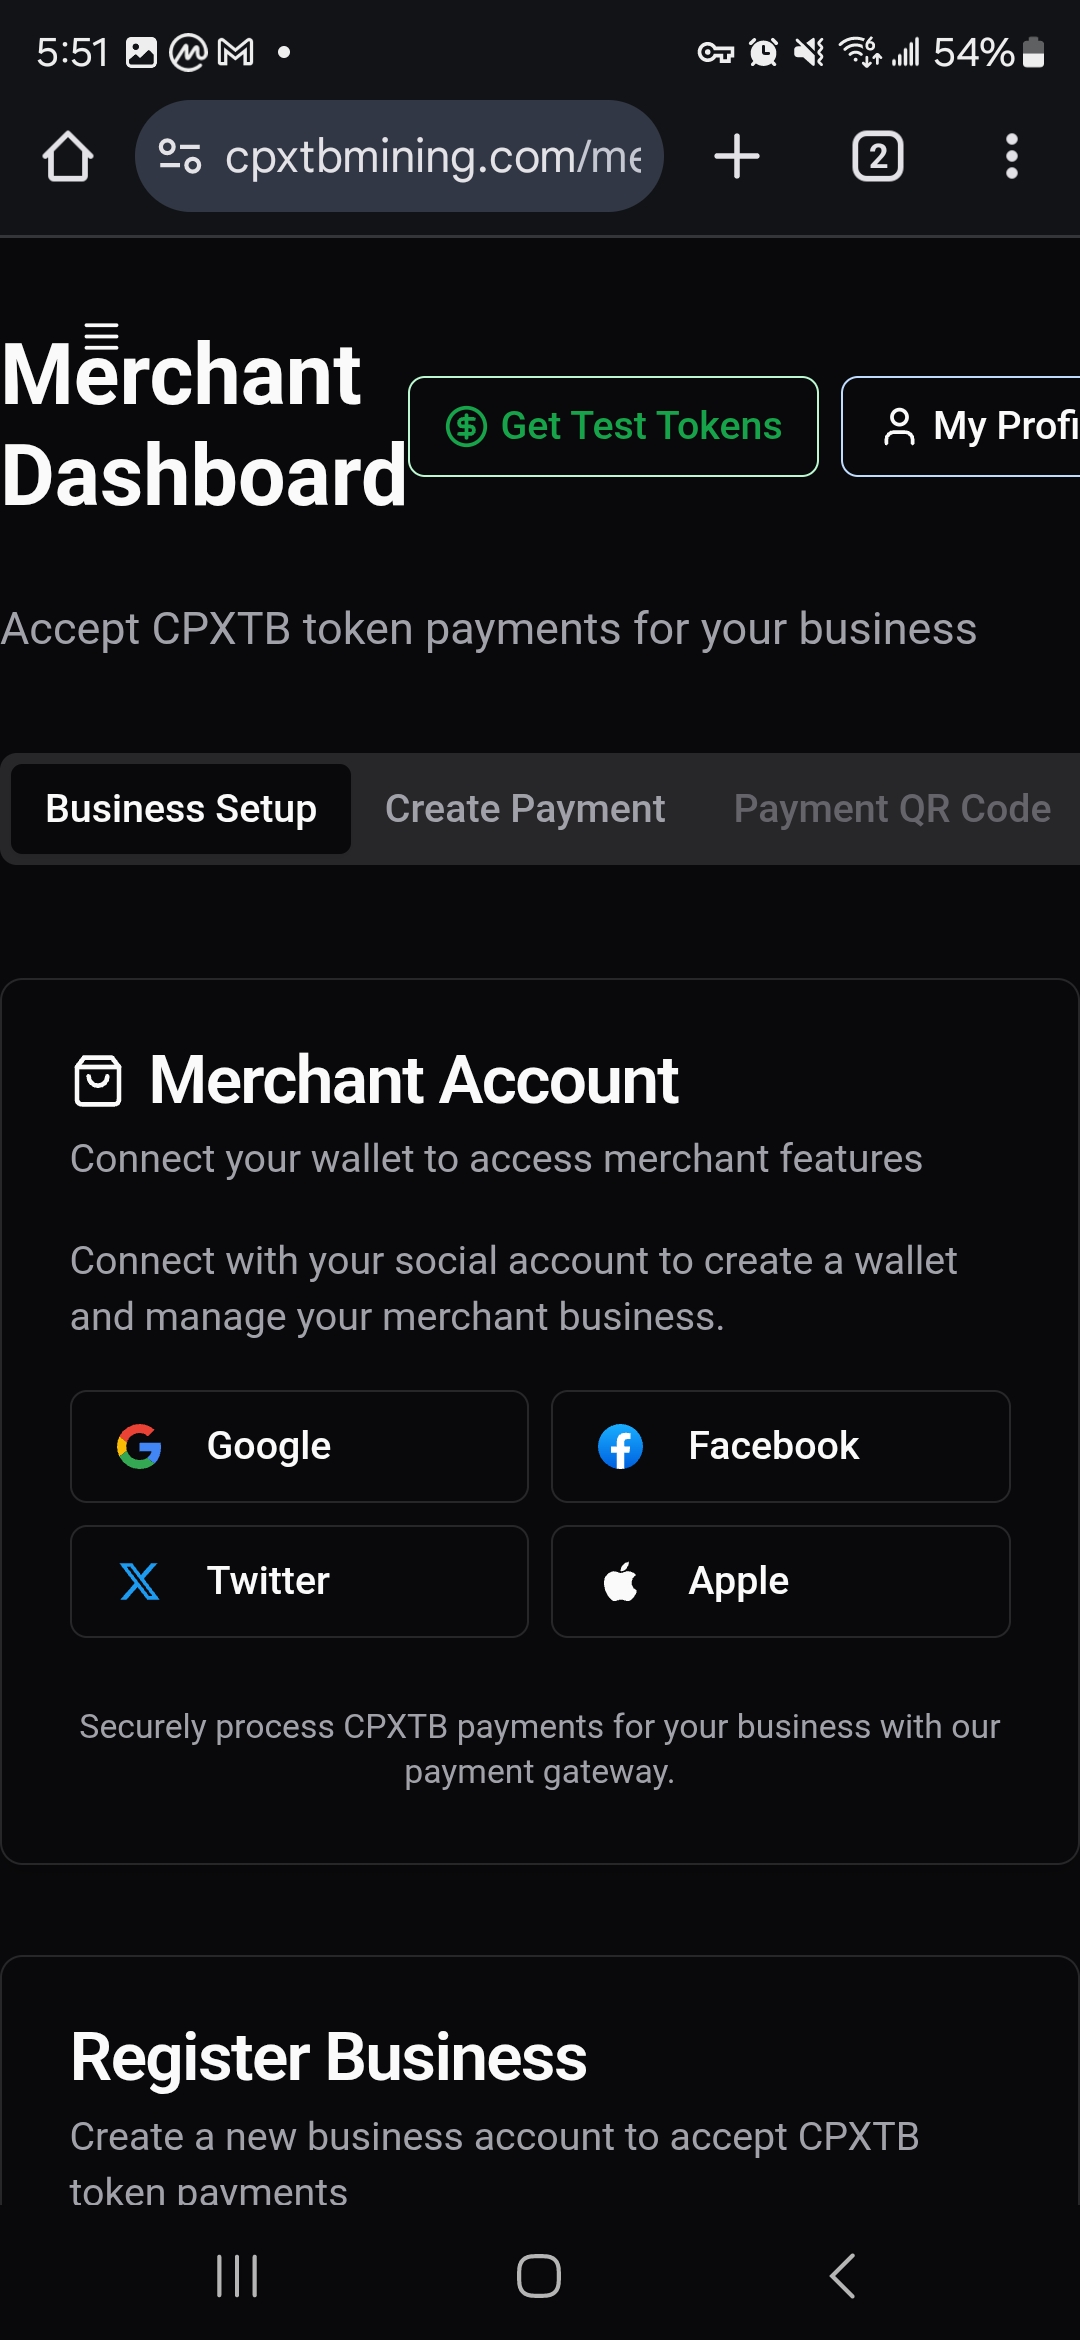 5:51
54%
cpxtbmining.com/me
2
Merchant
Dashboard
Get Test Tokens
My Profi
Accept CPXTB token payments for your business
Business Setup
Create Payment
Payment QR Code
Merchant Account
Connect your wallet to access merchant features
Connect with your social account to create a wallet
and manage your merchant business.
Google
Facebook
Twitter
Apple
Securely process CPXTB payments for your business with our
payment gateway.
Register Business
Create a new business account to accept CPXTB
token payments